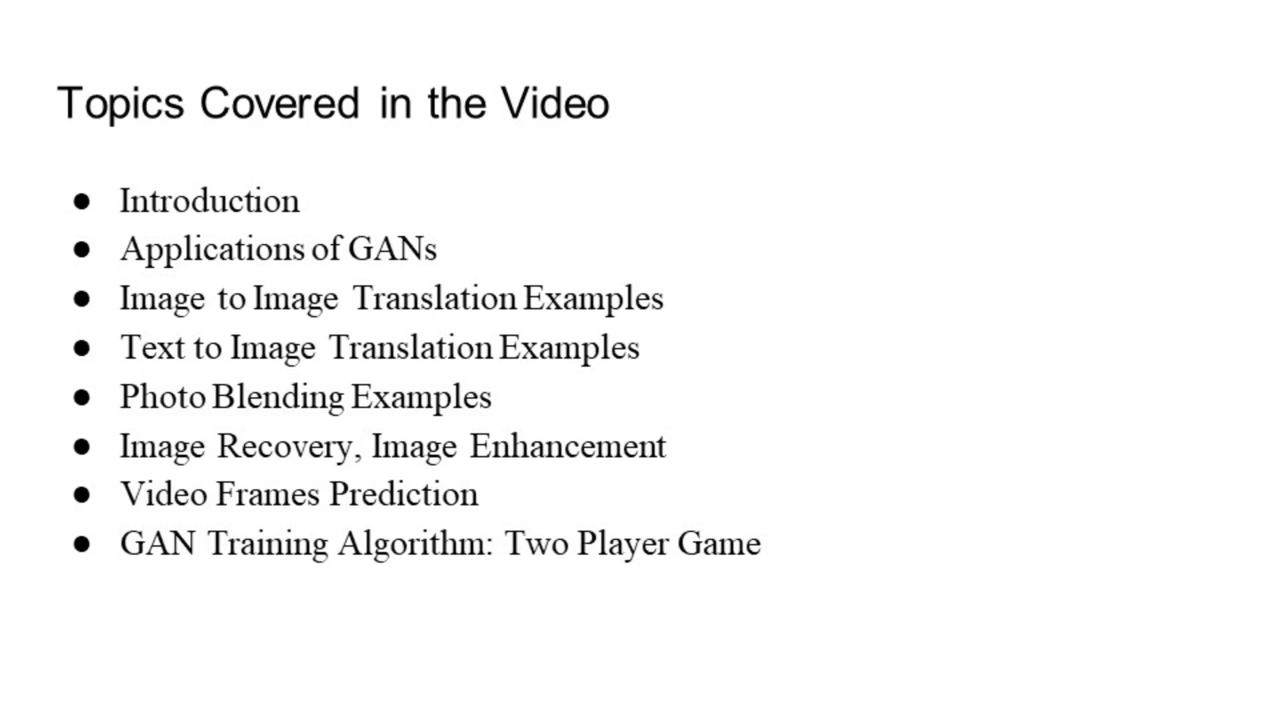 Topics Covered in the Video
● Introduction
● Applications of GANs
● Image to Image Translation Examples
● Text to Image Translation Examples
● Photo Blending Examples
● Image Recovery, Image Enhancement
● Video Frames Prediction
● GAN Training Algorithm: Two Player Game